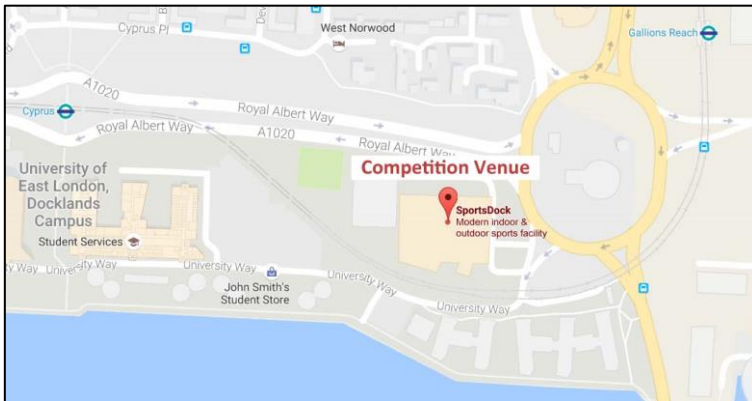 Cyprus Pl
West Norwood
Gallions Reach
A1020
Royal Albert Way
Cyprus
Royal Albert Way
A1020
Royal Albert Way
Competition Venue
University of
East London,
Docklands
Campus
SportsDock
Modern indoor &
outdoor sports facility
Student Services
University Way
University Way
University Way
John Smith's
Student Store
University Way